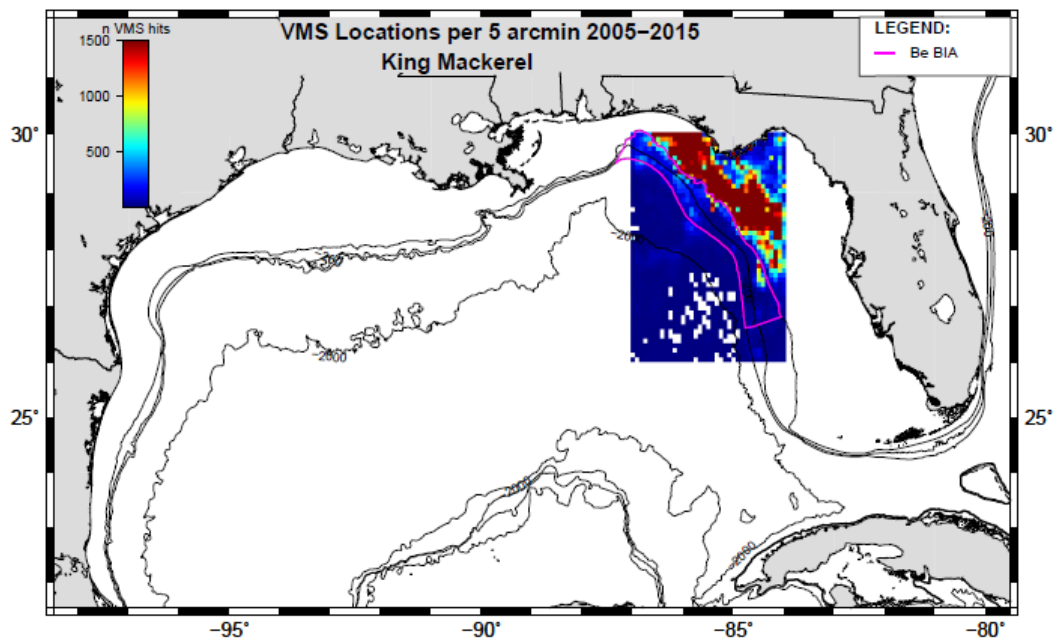 n VMS hits
1500
1000
500
VMS Locations per 5 arcmin 2005–2015
King Mackerel
LEGEND:
Be BIA
30°
30°
25°
25°
−2000
−2000
−2000
−95°
−90°
−85°
−80°